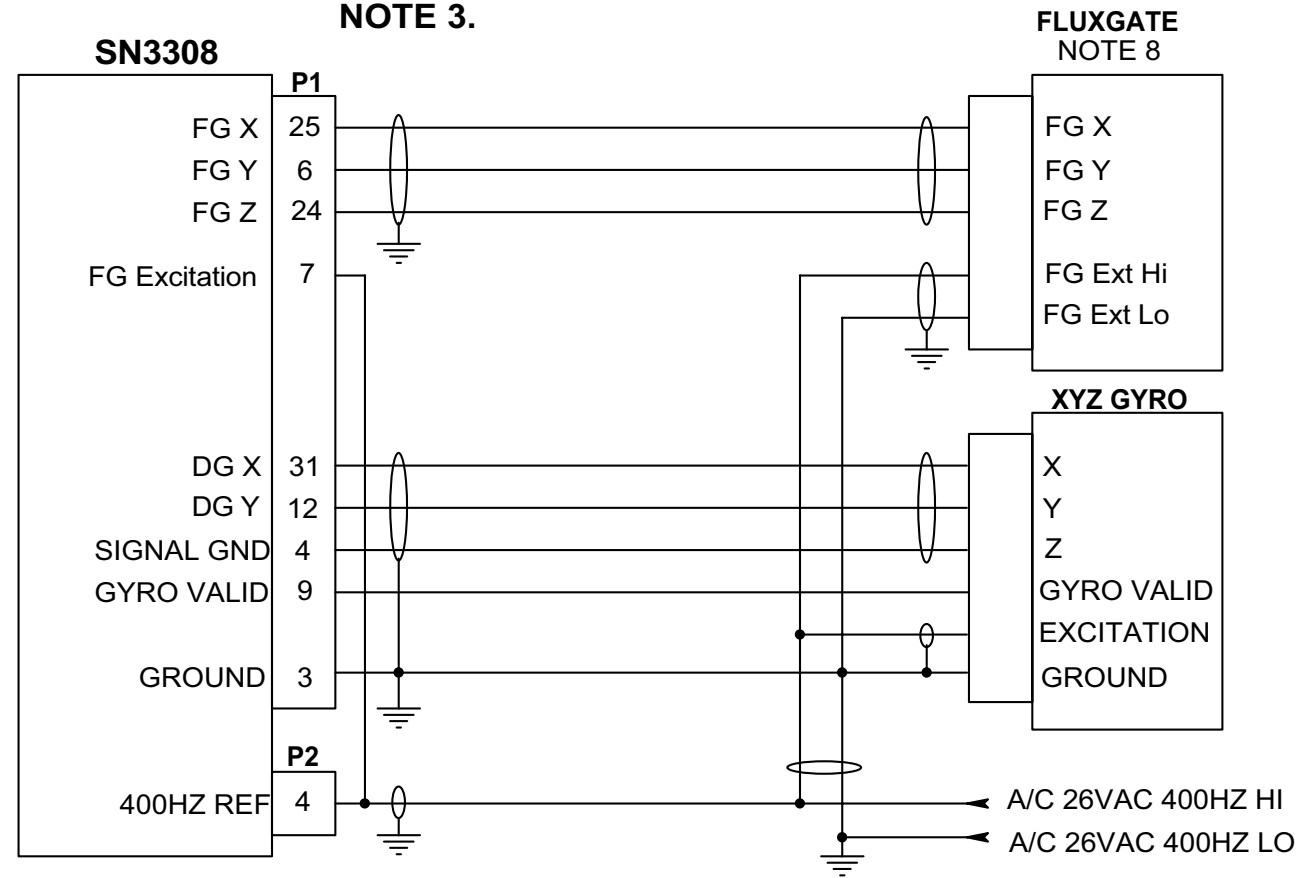 NOTE 3.
SN3308
P1
FG X 25
FG Y 6
FG Z 24
FG Excitation 7
DG X 31
DG Y 12
SIGNAL GND 4
GYRO VALID 9
GROUND 3
P2
400HZ REF 4
FLUXGATE
NOTE 8
FG X
FG Y
FG Z
FG Ext Hi
FG Ext Lo
XYZ GYRO
X
Y
Z
GYRO VALID
EXCITATION
GROUND
A/C 26VAC 400HZ HI
A/C 26VAC 400HZ LO